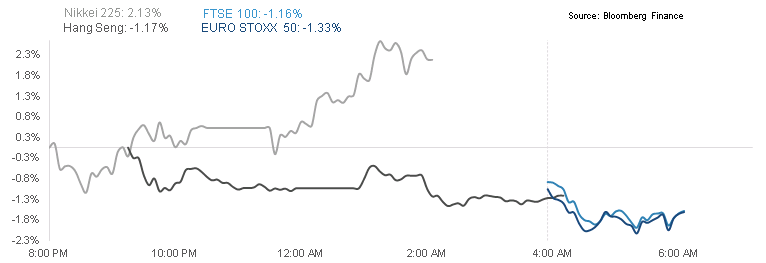 Nikkei 225: 2.13% FTSE 100: -1.16%
Source: Bloomberg Finance
Hang Seng: -1.17% EURO STOXX 50: -1.33%
2.3%
1.8%
1.3%
0.8%
0.3%
-0.3%
-0.8%
-1.3%
-1.8%
-2.3%
8:00 PM 10:00 PM 12:00 AM 2:00 AM 4:00 AM 6:00 AM